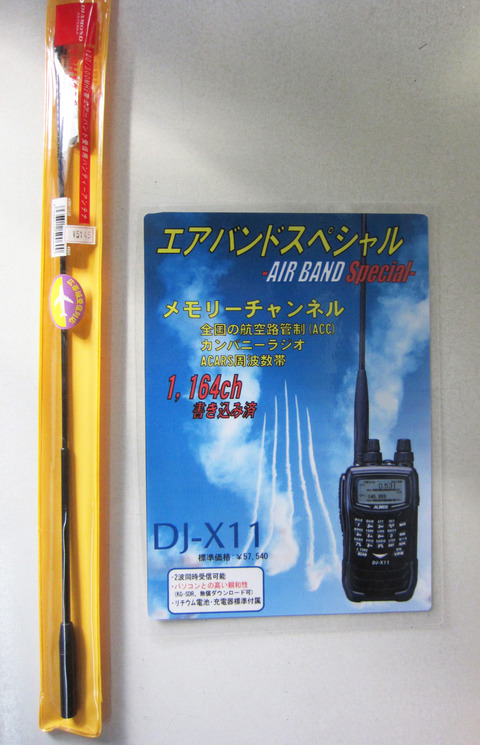 DIAMOND
¥5145
エアバンドスペシャル
-AIR BAND Special-
メモリーチャンネル
全国の航空路管制(ACC)
カンパニーラジオ
ACARS周波数帯
1,164ch
書き込み済
DJ-X11
標準価格:¥57,540
・2波同時受信可能
・パソコンとの高い親和性
(KG-SDR、無償ダウンロード可)
・リチウム電池・充電器標準付属
0.531
ALINCO
DJ-X11